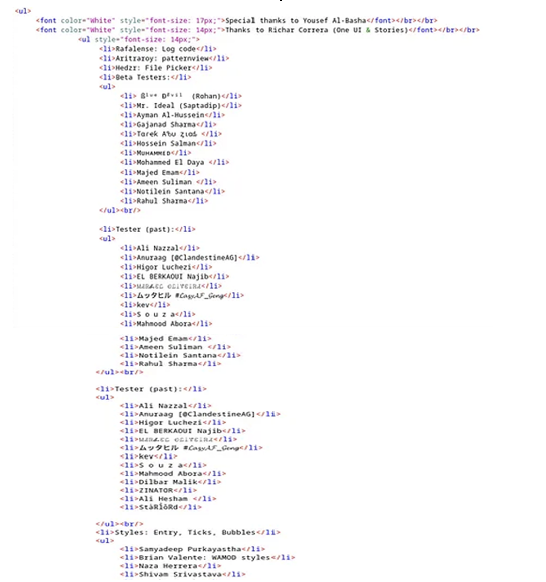 <ul>
<font color="White" style="font-size: 17px;">Special thanks to Yousef Al-Basha</font></br></br>
<font color="White" style="font-size: 14px;">Thanks to Richar Correra (One UI & Stories)</font></br></br>
<ul style="font-size: 14px;">
<li>Rafalense: Log code</li>
<li>Aritraroy: patternview</li>
<li>Hedzr: File Picker</li>
<li>Beta Testers:
<ul>
<li> (Rohan)</li>
<li>Mr. Ideal (Saptadip)</li>
<li>Ayman Al-Hussein</li>
<li>Gajanad Sharma</li>
<li></li>
<li>Hossein Salman</li>
<li>Mᴜʜᴀᴍᴍᴇᴅ</li>
<li>Mohammed El Daya </li>
<li>Majed Emam</li>
<li>Ameen Suliman </li>
<li>Notilein Santana</li>
<li>Rahul Sharma</li>
</ul><br/>
<li>Tester (past):</li>
<ul>
<li>Ali Nazzal</li>
<li>Anuraag [@ClandestineAG]</li>
<li>Higor Luchezi</li>
<li>EL BERKAOUI Najib</li>
<li></li>
<li>ムッタヒル #𝓛𝓪𝔃𝔂𝓐𝓕_𝓖𝓪𝓷𝓰</li>
<li>kev</li>
<li>S o u z a</li>
<li>Mahmood Abora</li>
<li>Majed Emam</li>
<li>Ameen Suliman </li>
<li>Notilein Santana</li>
<li>Rahul Sharma</li>
</ul><br/>
<li>Tester (past):</li>
<ul>
<li>Ali Nazzal</li>
<li>Anuraag [@ClandestineAG]</li>
<li>Higor Luchezi</li>
<li>EL BERKAOUI Najib</li>
<li></li>
<li>ムッタヒル #𝓛𝓪𝔃𝔂𝓐𝓕_𝓖𝓪𝓷𝓰</li>
<li>kev</li>
<li>S o u z a</li>
<li>Mahmood Abora</li>
<li>Dilbar Malik</li>
<li>ZINATOR</li>
<li>Ali Hesham </li>
<li></li>
</ul><br/>
<li>Styles: Entry, Ticks, Bubbles</li>
<ul>
<li>Samyadeep Purkayastha</li>
<li>Brian Valente: WAMOD styles</li>
<li>Naza Herrera</li>
<li>Shivam Srivastava</li>